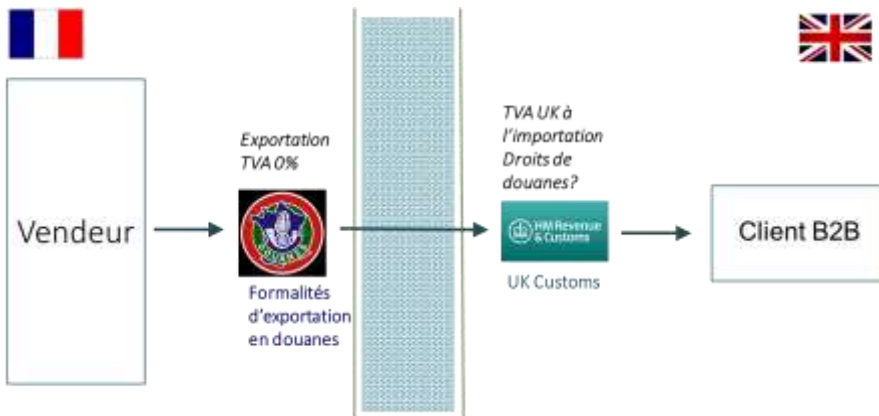 Vendeur
Exportation
TVA 0%
DOUANES
Formalités
d'exportation
en douanes
TVA UK à
l'importation
Droits de
douanes?
HM Revenue
& Customs
UK Customs
Client B2B